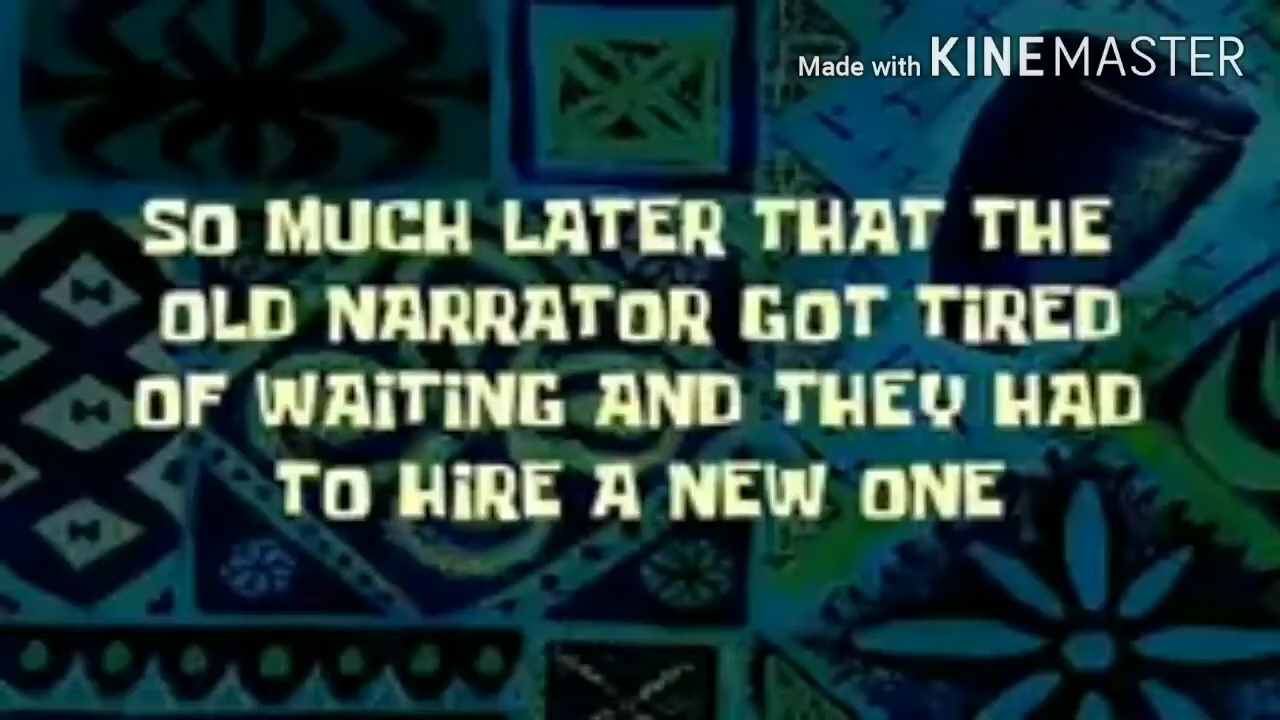 Made with KINEMASTER
SO MUCH LATER THAT THE
OLD NARRATOR GOT TIRED
OF WAITING AND THEY HAD
TO HIRE A NEW ONE